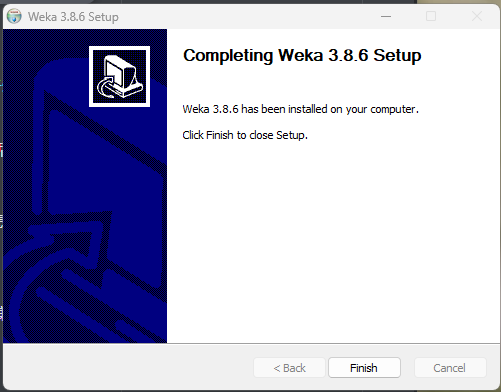 Weka 3.8.6 Setup
Completing Weka 3.8.6 Setup
Weka 3.8.6 has been installed on your computer.
Click Finish to close Setup.
< Back
Finish
Cancel